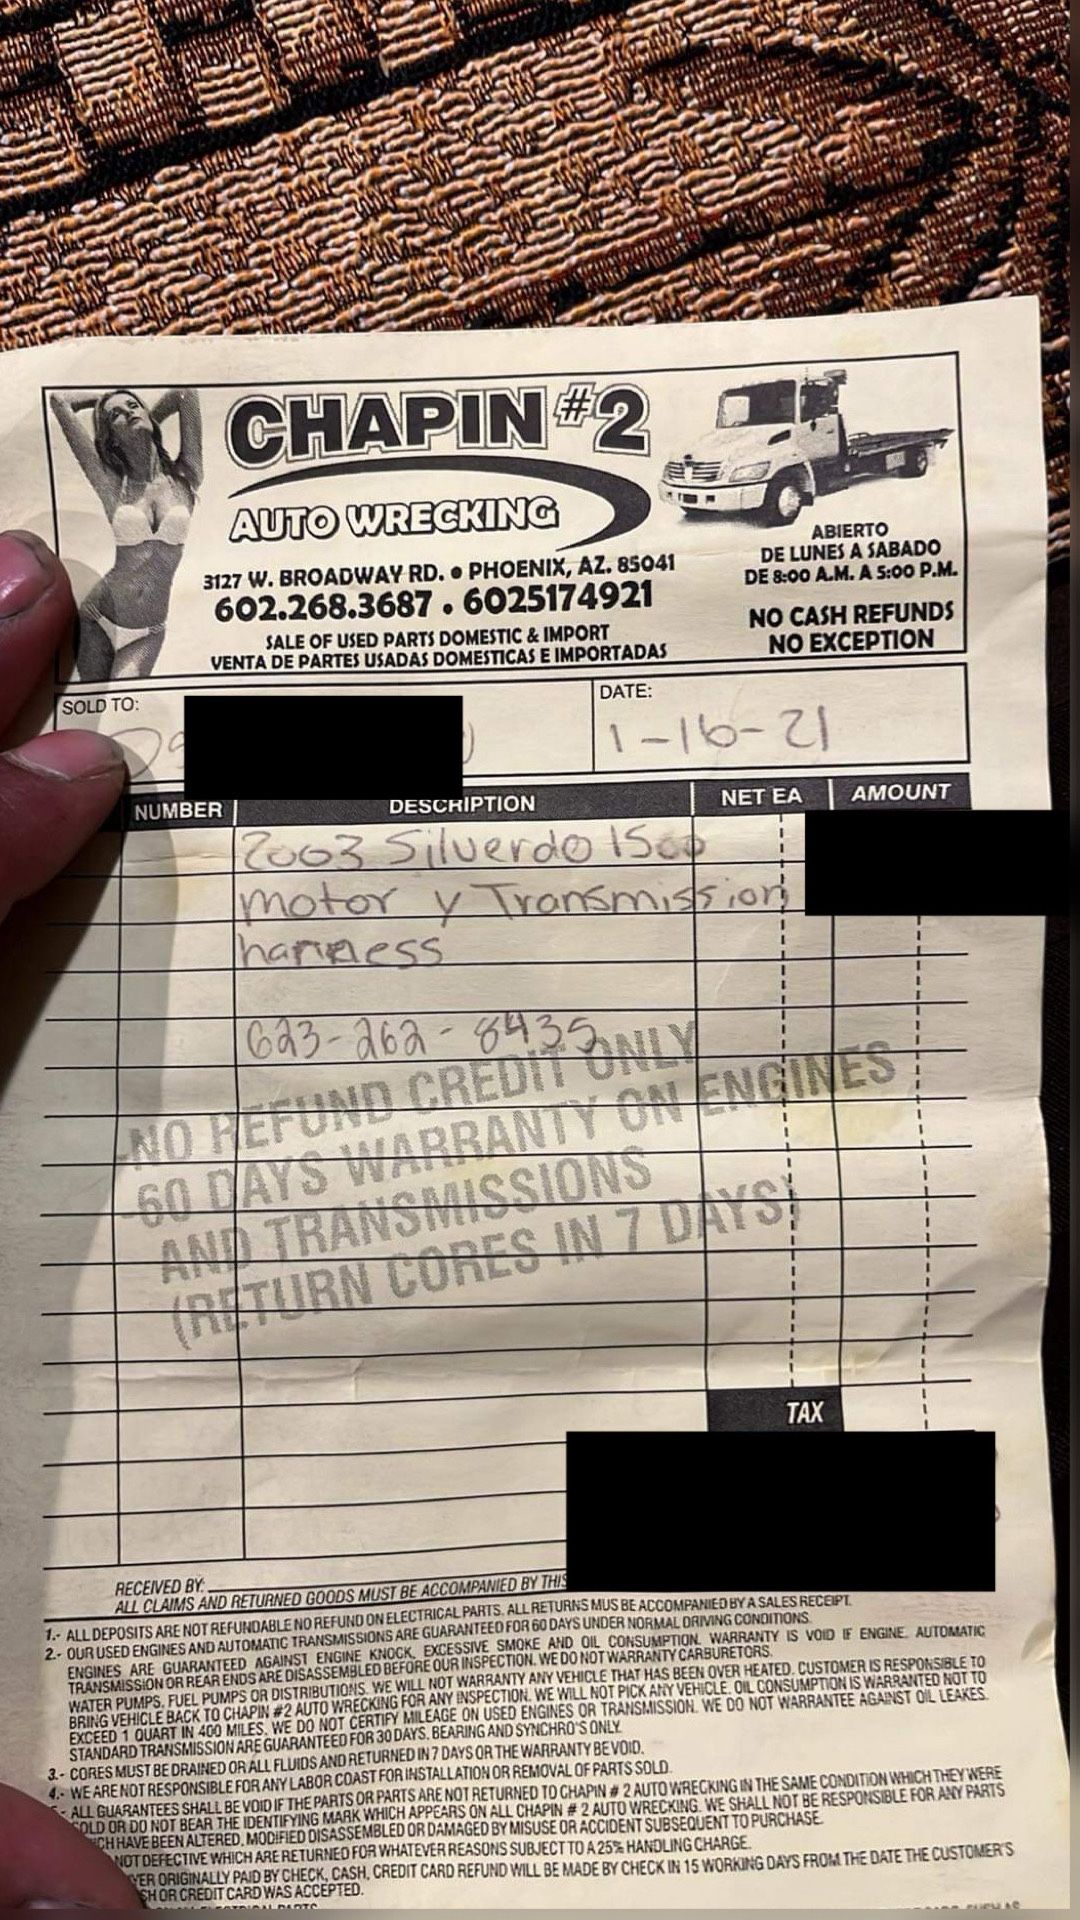 CHAPIN #2
AUTO WRECKING
3127 W. BROADWAY RD. • PHOENIX, AZ. 85041
602.268.3687 • 6025174921
SALE OF USED PARTS DOMESTIC & IMPORT
VENTA DE PARTES USADAS DOMESTICAS E IMPORTADAS
ABIERTO
DE LUNES A SABADO
DE 8:00 A.M. A 5:00 P.M.
NO CASH REFUNDS
NO EXCEPTION
SOLD TO:
DATE:
1-16-21
NUMBER DESCRIPTION NET EA AMOUNT
2003 Silverdo 1500
motor y Transmission
harness
623-262-8435
NO REFUND CREDIT ONLY
60 DAYS WARRANTY ON ENGINES
AND TRANSMISSIONS
(RETURN CORES IN 7 DAYS)
TAX
RECEIVED BY:
ALL CLAIMS AND RETURNED GOODS MUST BE ACCOMPANIED BY THIS
1.- ALL DEPOSITS ARE NOT REFUNDABLE NO REFUND ON ELECTRICAL PARTS. ALL RETURNS MUS BE ACCOMPANIED BY A SALES RECEIPT.
2.- OUR USED ENGINES AND AUTOMATIC TRANSMISSIONS ARE GUARANTEED FOR 60 DAYS UNDER NORMAL DRIVING CONDITIONS.
ENGINES ARE GUARANTEED AGAINST ENGINE KNOCK, EXCESSIVE SMOKE AND OIL CONSUMPTION. WARRANTY IS VOID IF ENGINE, AUTOMATIC
TRANSMISSION OR REAR ENDS ARE DISASSEMBLED BEFORE OUR INSPECTION. WE DO NOT WARRANTY CARBURETORS.
WATER PUMPS, FUEL PUMPS OR DISTRIBUTIONS. WE WILL NOT WARRANTY ANY VEHICLE THAT HAS BEEN OVER HEATED. CUSTOMER IS RESPONSIBLE TO
BRING VEHICLE BACK TO CHAPIN #2 AUTO WRECKING FOR ANY INSPECTION. WE WILL NOT PICK ANY VEHICLE. OIL CONSUMPTION IS WARRANTED NOT TO
EXCEED 1 QUART IN 400 MILES. WE DO NOT CERTIFY MILEAGE ON USED ENGINES OR TRANSMISSION. WE DO NOT WARRANTEE AGAINST OIL LEAKES.
STANDARD TRANSMISSION ARE GUARANTEED FOR 30 DAYS. BEARING AND SYNCHRO'S ONLY.
3.- CORES MUST BE DRAINED OR ALL FLUIDS AND RETURNED IN 7 DAYS OR THE WARRANTY BE VOID.
4.- WE ARE NOT RESPONSIBLE FOR ANY LABOR COAST FOR INSTALLATION OR REMOVAL OF PARTS SOLD.
ALL GUARANTEES SHALL BE VOID IF THE PARTS OR PARTS ARE NOT RETURNED TO CHAPIN # 2 AUTO WRECKING IN THE SAME CONDITION WHICH THEY WERE
OLD OR DO NOT BEAR THE IDENTIFYING MARK WHICH APPEARS ON ALL CHAPIN # 2 AUTO WRECKING. WE SHALL NOT BE RESPONSIBLE FOR ANY PARTS
CH HAVE BEEN ALTERED, MODIFIED DISASSEMBLED OR DAMAGED BY MISUSE OR ACCIDENT SUBSEQUENT TO PURCHASE.
NOT DEFECTIVE WHICH ARE RETURNED FOR WHATEVER REASONS SUBJECT TO A 25% HANDLING CHARGE.
ER ORIGINALLY PAID BY CHECK, CASH, CREDIT CARD REFUND WILL BE MADE BY CHECK IN 15 WORKING DAYS FROM THE DATE THE CUSTOMER'S
SH OR CREDIT CARD WAS ACCEPTED.